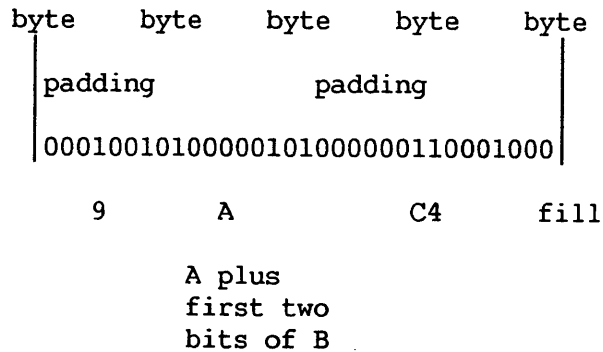 byte byte byte byte byte
padding padding
00010010100000101000000110001000
9 A C4 fill
A plus
first two
bits of B